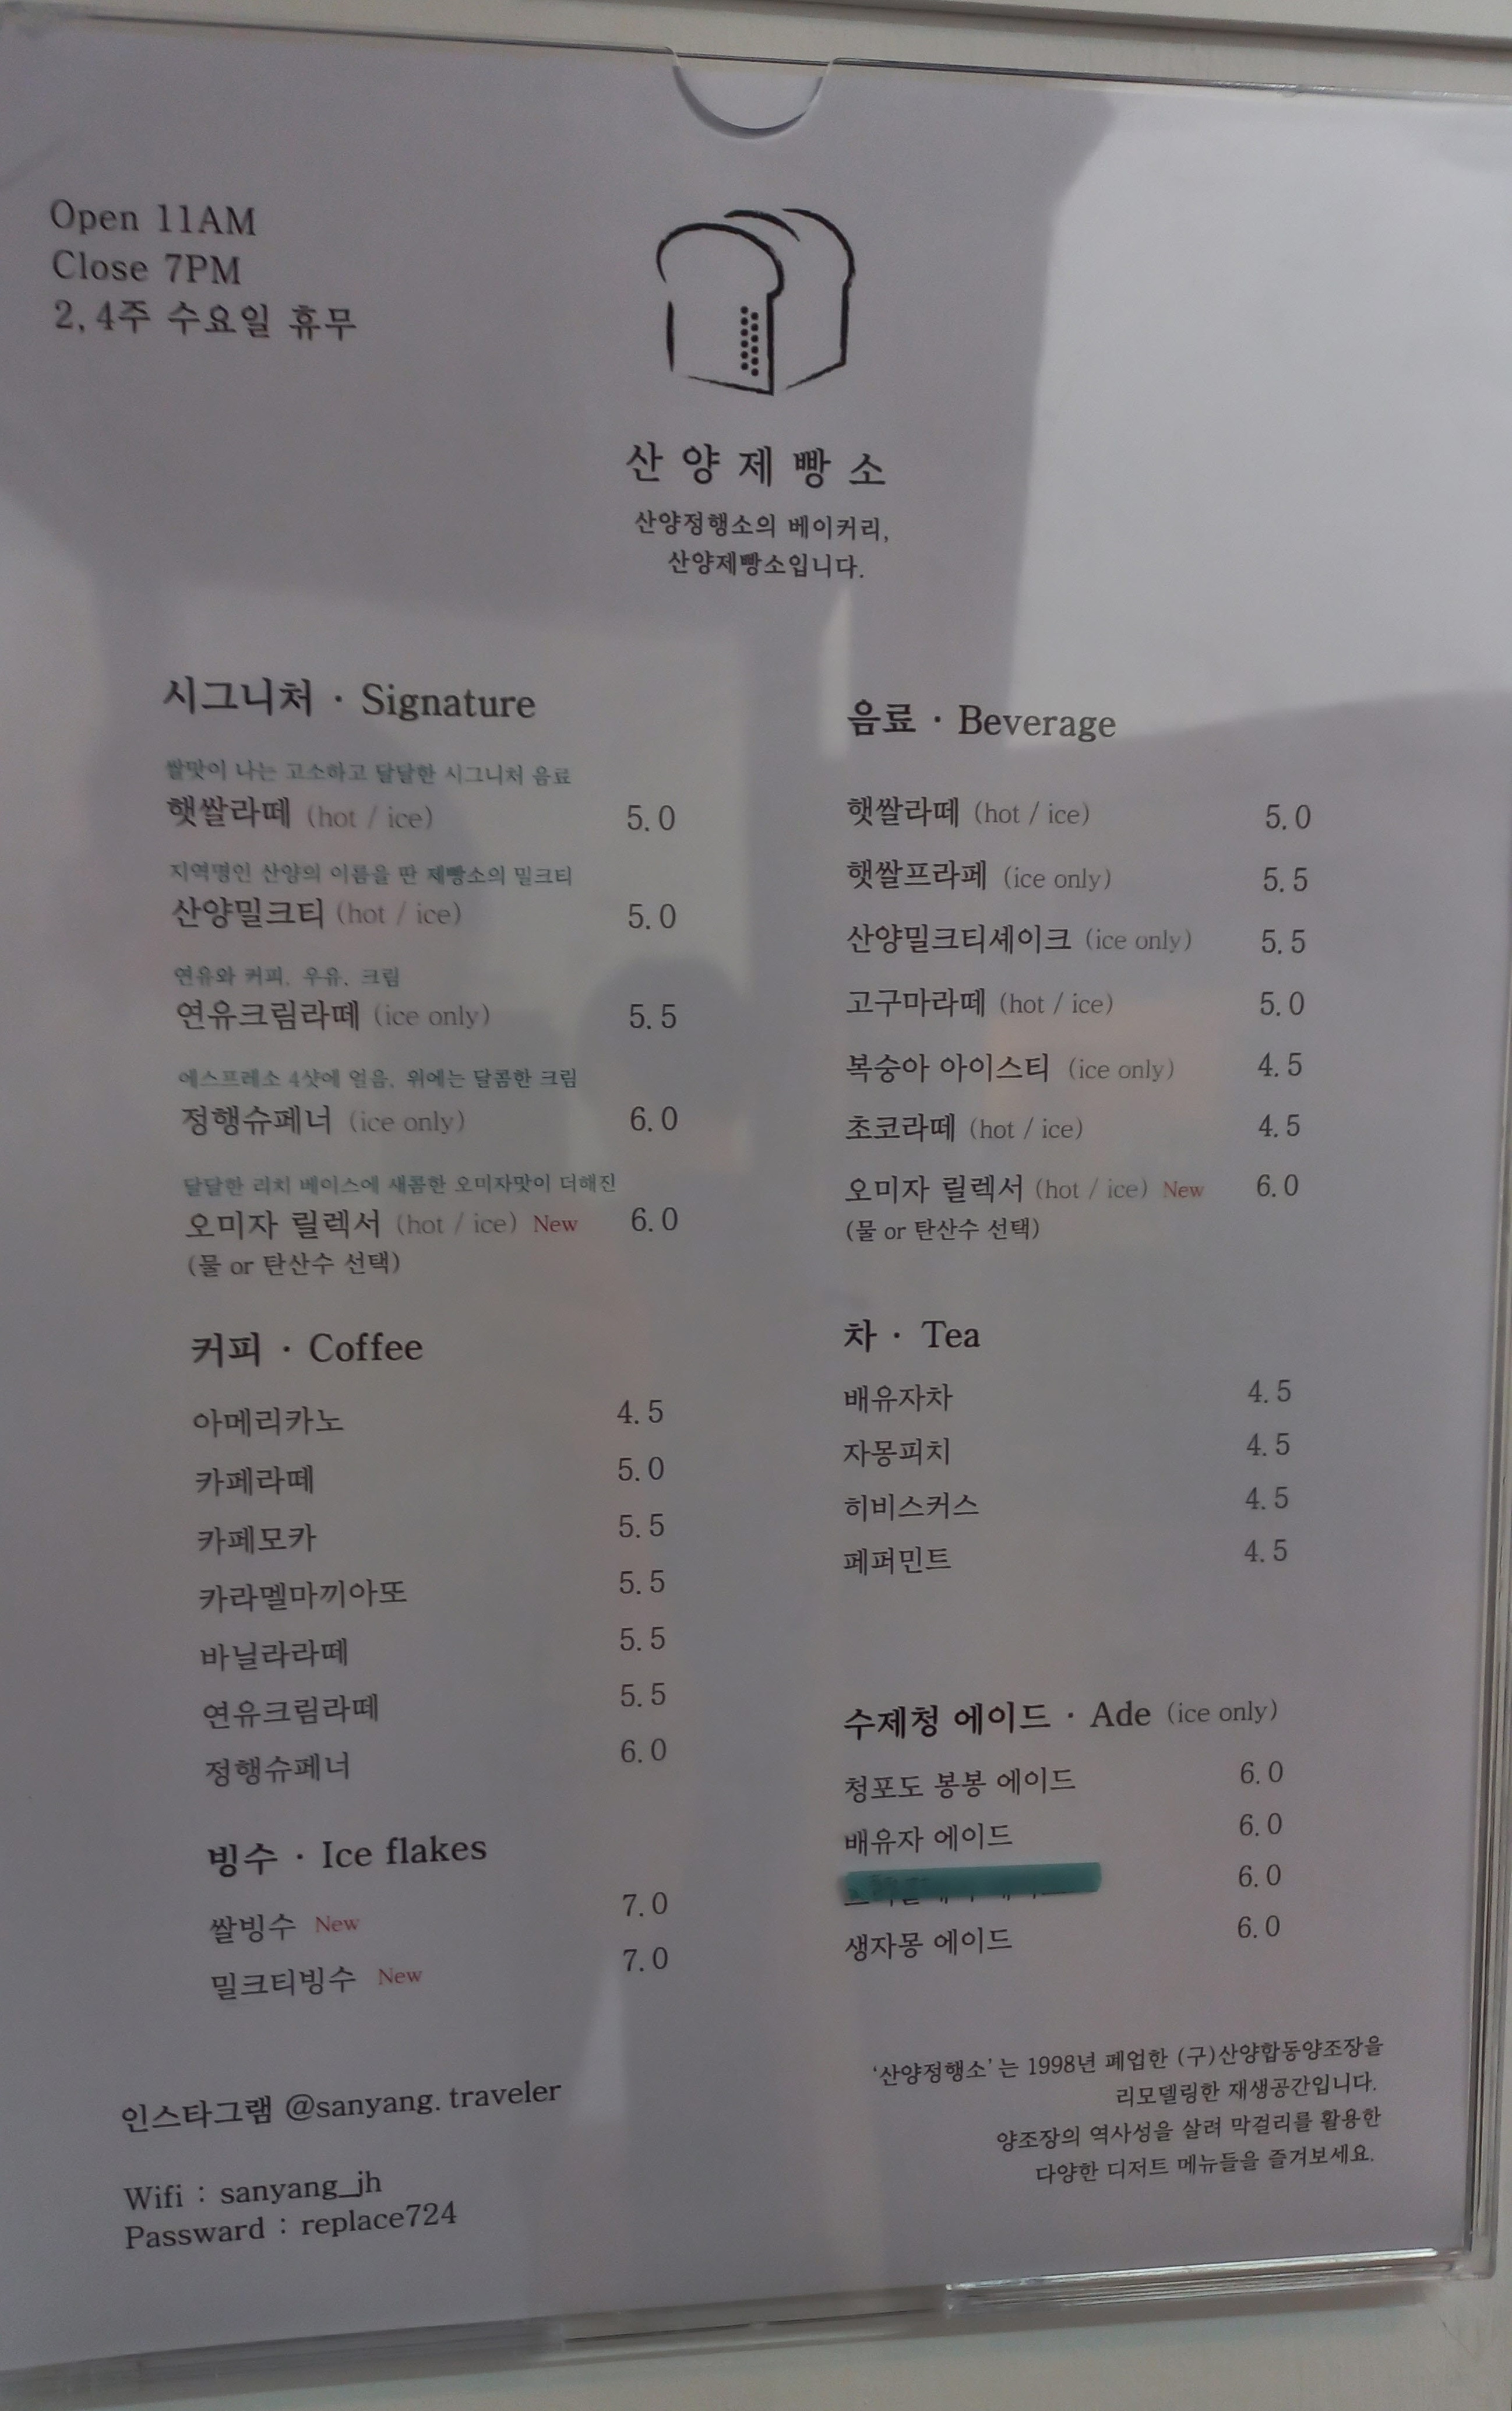 Open 11AM
Close 7PM
2, 4주 수요일 휴무
산양제빵소
산양정행소의 베이커리,
산양제빵소입니다.
시그니처 · Signature
쌀맛이 나는 고소하고 달달한 시그니처 음료
햇쌀라떼 (hot / ice) 5.0
지역명인 산양의 이름을 딴 제빵소의 밀크티
산양밀크티 (hot / ice) 5.0
연유와 커피, 우유, 크림
연유크림라떼 (ice only) 5.5
에스프레소 4샷에 얼음, 위에는 달콤한 크림
정행슈페너 (ice only) 6.0
달달한 리치 베이스에 새콤한 오미자맛이 더해진
오미자 릴렉서 (hot / ice) New 6.0
(물 or 탄산수 선택)
커피 · Coffee
아메리카노 4.5
카페라떼 5.0
카페모카 5.5
카라멜마끼아또 5.5
바닐라라떼 5.5
연유크림라떼 5.5
정행슈페너 6.0
빙수 · Ice flakes
쌀빙수 New 7.0
밀크티빙수 New 7.0
음료 · Beverage
햇쌀라떼 (hot / ice) 5.0
햇쌀프라페 (ice only) 5.5
산양밀크티셰이크 (ice only) 5.5
고구마라떼 (hot / ice) 5.0
복숭아 아이스티 (ice only) 4.5
초코라떼 (hot / ice) 4.5
오미자 릴렉서 (hot / ice) New 6.0
(물 or 탄산수 선택)
차 · Tea
배유자차 4.5
자몽피치 4.5
히비스커스 4.5
페퍼민트 4.5
수제청 에이드 · Ade (ice only)
청포도 봉봉 에이드 6.0
배유자 에이드 6.0
6.0
생자몽 에이드 6.0
인스타그램 @sanyang. traveler
Wifi : sanyang_jh
Passward : replace724
'산양정행소'는 1998년 폐업한 (구)산양합동양조장을
리모델링한 재생공간입니다.
양조장의 역사성을 살려 막걸리를 활용한
다양한 디저트 메뉴들을 즐겨보세요.